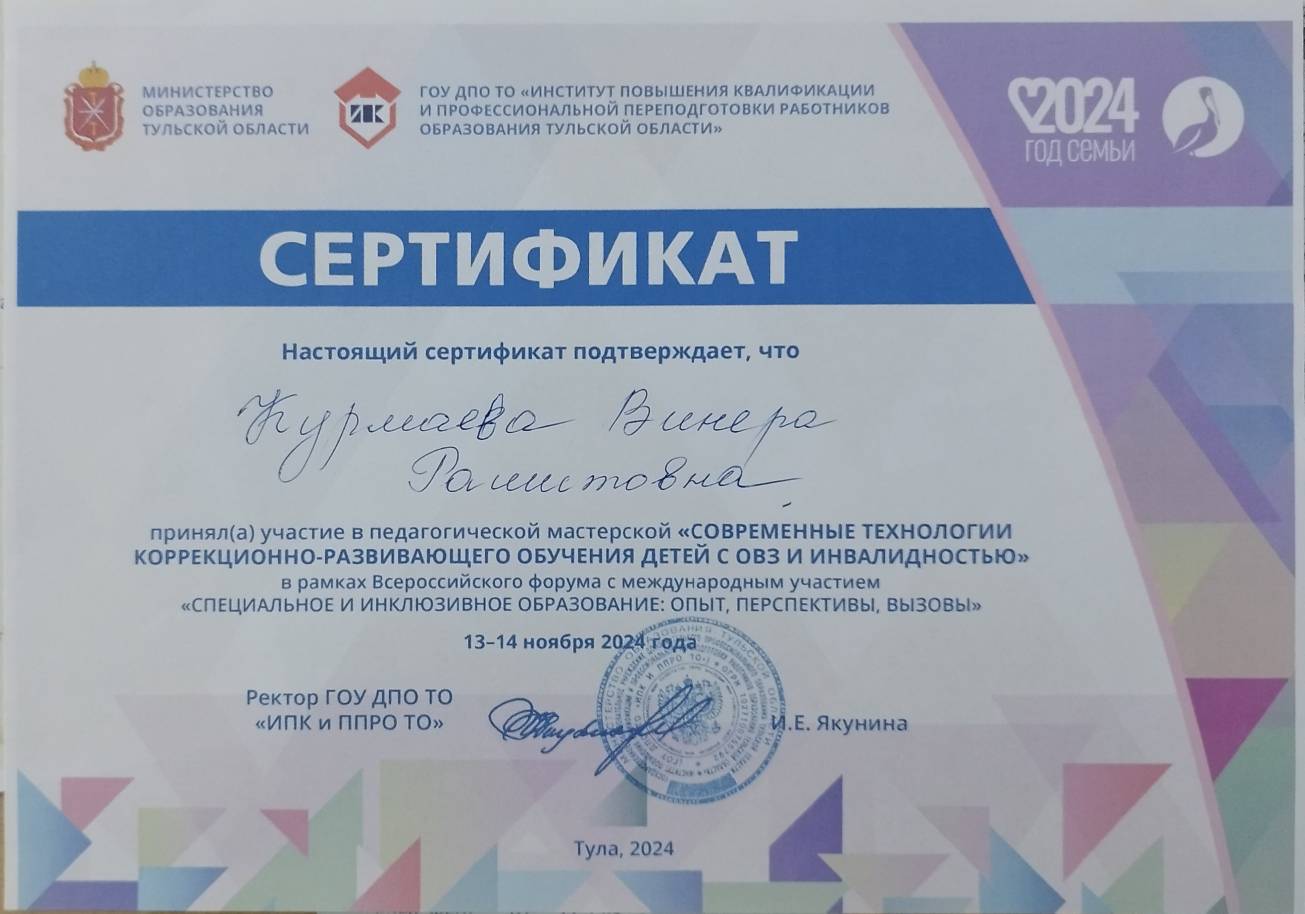 МИНИСТЕРСТВО
ОБРАЗОВАНИЯ
ТУЛЬСКОЙ ОБЛАСТИ
ИПК
ГОУ ДПО ТО «ИНСТИТУТ ПОВЫШЕНИЯ КВАЛИФИКАЦИИ
И ПРОФЕССИОНАЛЬНОЙ ПЕРЕПОДГОТОВКИ РАБОТНИКОВ
ОБРАЗОВАНИЯ ТУЛЬСКОЙ ОБЛАСТИ»
2024
ГОД СЕМЬИ
СЕРТИФИКАТ
Настоящий сертификат подтверждает, что
Курмаева Винера
Рашитовна
принял(а) участие в педагогической мастерской «СОВРЕМЕННЫЕ ТЕХНОЛОГИИ
КОРРЕКЦИОННО-РАЗВИВАЮЩЕГО ОБУЧЕНИЯ ДЕТЕЙ С ОВЗ И ИНВАЛИДНОСТЬЮ»
в рамках Всероссийского форума с международным участием
«СПЕЦИАЛЬНОЕ И ИНКЛЮЗИВНОЕ ОБРАЗОВАНИЕ: ОПЫТ, ПЕРСПЕКТИВЫ, ВЫЗОВЫ»
13–14 ноября 2024 года
Ректор ГОУ ДПО ТО
«ИПК и ППРО ТО»
И.Е. Якунина
Тула, 2024